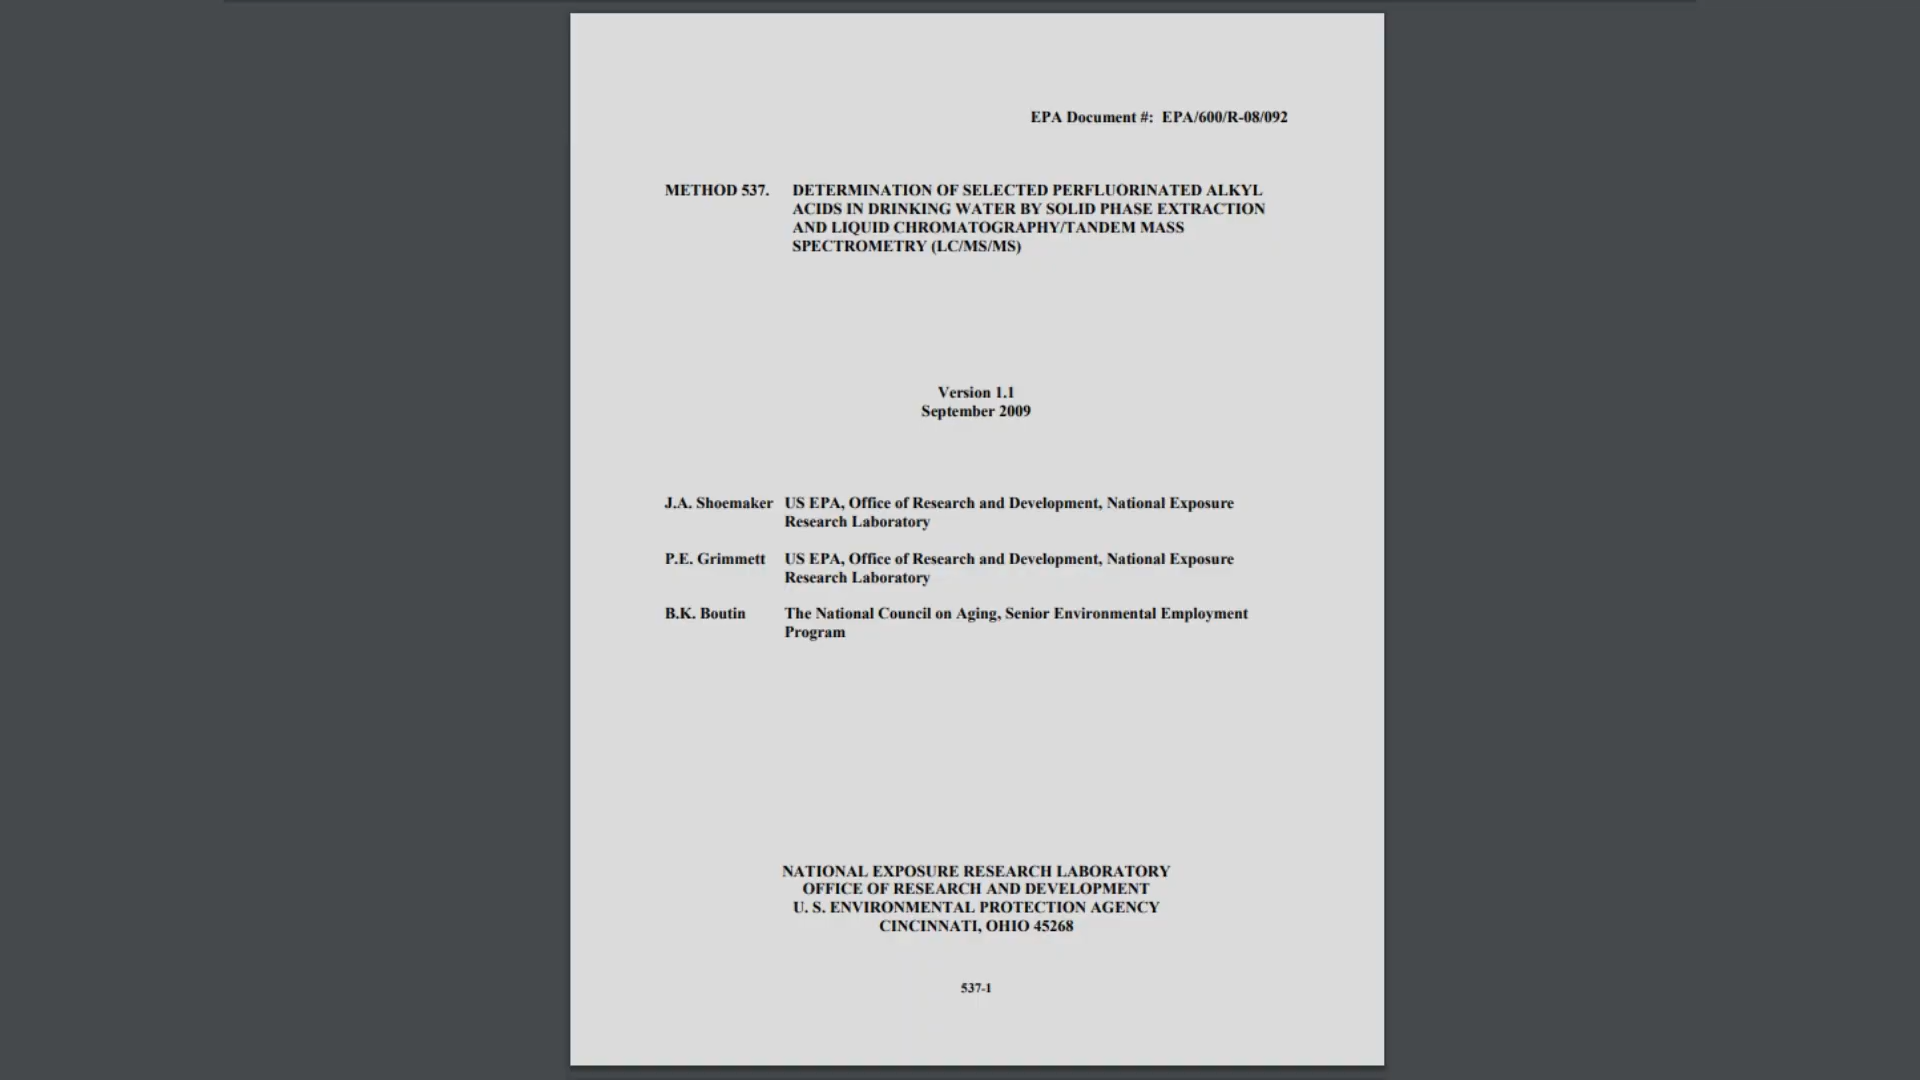 EPA Document #: EPA/600/R-08/092
METHOD 537. DETERMINATION OF SELECTED PERFLUORINATED ALKYL
ACIDS IN DRINKING WATER BY SOLID PHASE EXTRACTION
AND LIQUID CHROMATOGRAPHY/TANDEM MASS
SPECTROMETRY (LC/MS/MS)
Version 1.1
September 2009
J.A. Shoemaker US EPA, Office of Research and Development, National Exposure
Research Laboratory
P.E. Grimmett US EPA, Office of Research and Development, National Exposure
Research Laboratory
B.K. Boutin The National Council on Aging, Senior Environmental Employment
Program
NATIONAL EXPOSURE RESEARCH LABORATORY
OFFICE OF RESEARCH AND DEVELOPMENT
U. S. ENVIRONMENTAL PROTECTION AGENCY
CINCINNATI, OHIO 45268
537-1